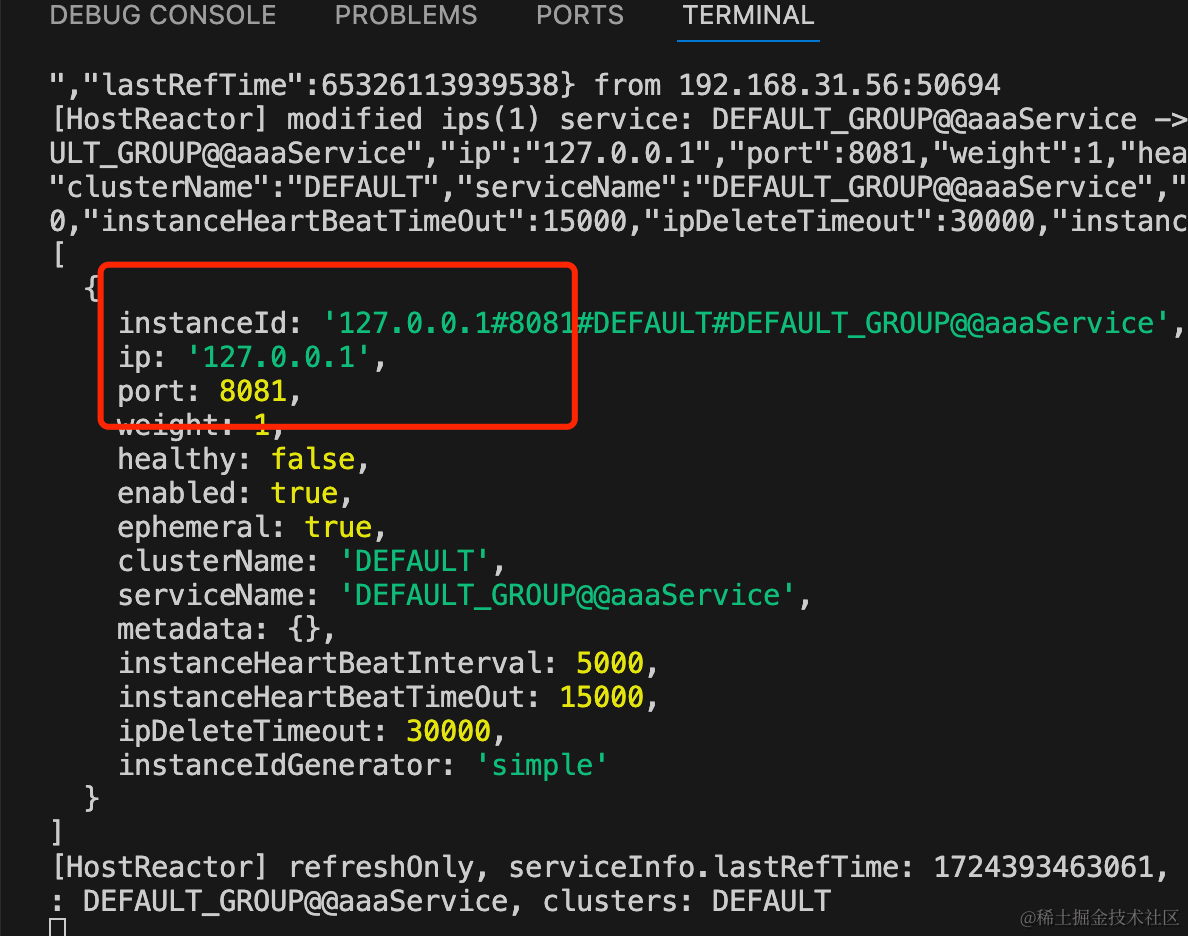 DEBUG CONSOLE PROBLEMS PORTS TERMINAL
","lastRefTime":65326113939538} from 192.168.31.56:50694
[HostReactor] modified ips(1) service: DEFAULT_GROUP@@aaaService ->
ULT_GROUP@@aaaService","ip":"127.0.0.1","port":8081,"weight":1,"hea
"clusterName":"DEFAULT","serviceName":"DEFAULT_GROUP@@aaaService","
0,"instanceHeartBeatTimeOut":15000,"ipDeleteTimeout":30000,"instanc
[
{
instanceId: '127.0.0.1#8081#DEFAULT#DEFAULT_GROUP@@aaaService',
ip: '127.0.0.1',
port: 8081,
weight: 1,
healthy: false,
enabled: true,
ephemeral: true,
clusterName: 'DEFAULT',
serviceName: 'DEFAULT_GROUP@@aaaService',
metadata: {},
instanceHeartBeatInterval: 5000,
instanceHeartBeatTimeOut: 15000,
ipDeleteTimeout: 30000,
instanceIdGenerator: 'simple'
}
]
[HostReactor] refreshOnly, serviceInfo.lastRefTime: 1724393463061,
: DEFAULT_GROUP@@aaaService, clusters: DEFAULT
@稀土掘金技术社区